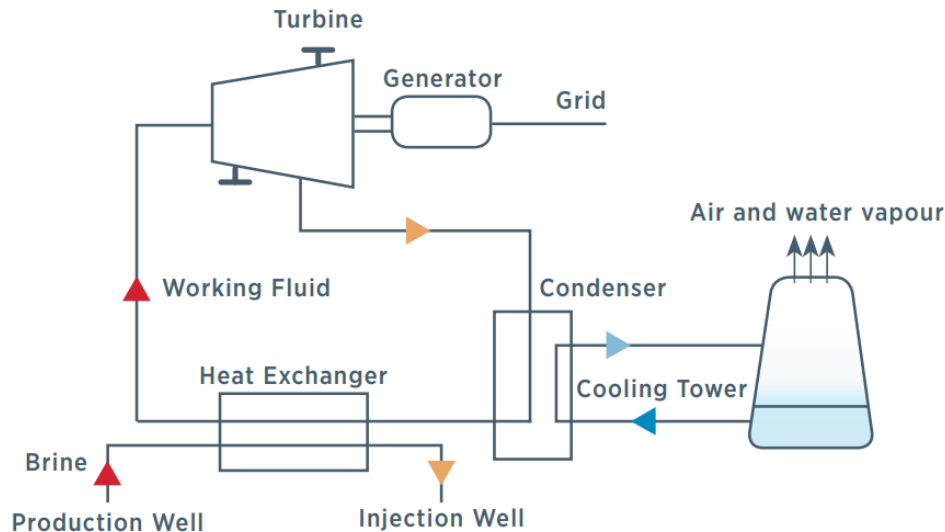 Turbine
Generator
Grid
Air and water vapour
Working Fluid
Condenser
Heat Exchanger
Cooling Tower
Brine
Production Well
Injection Well